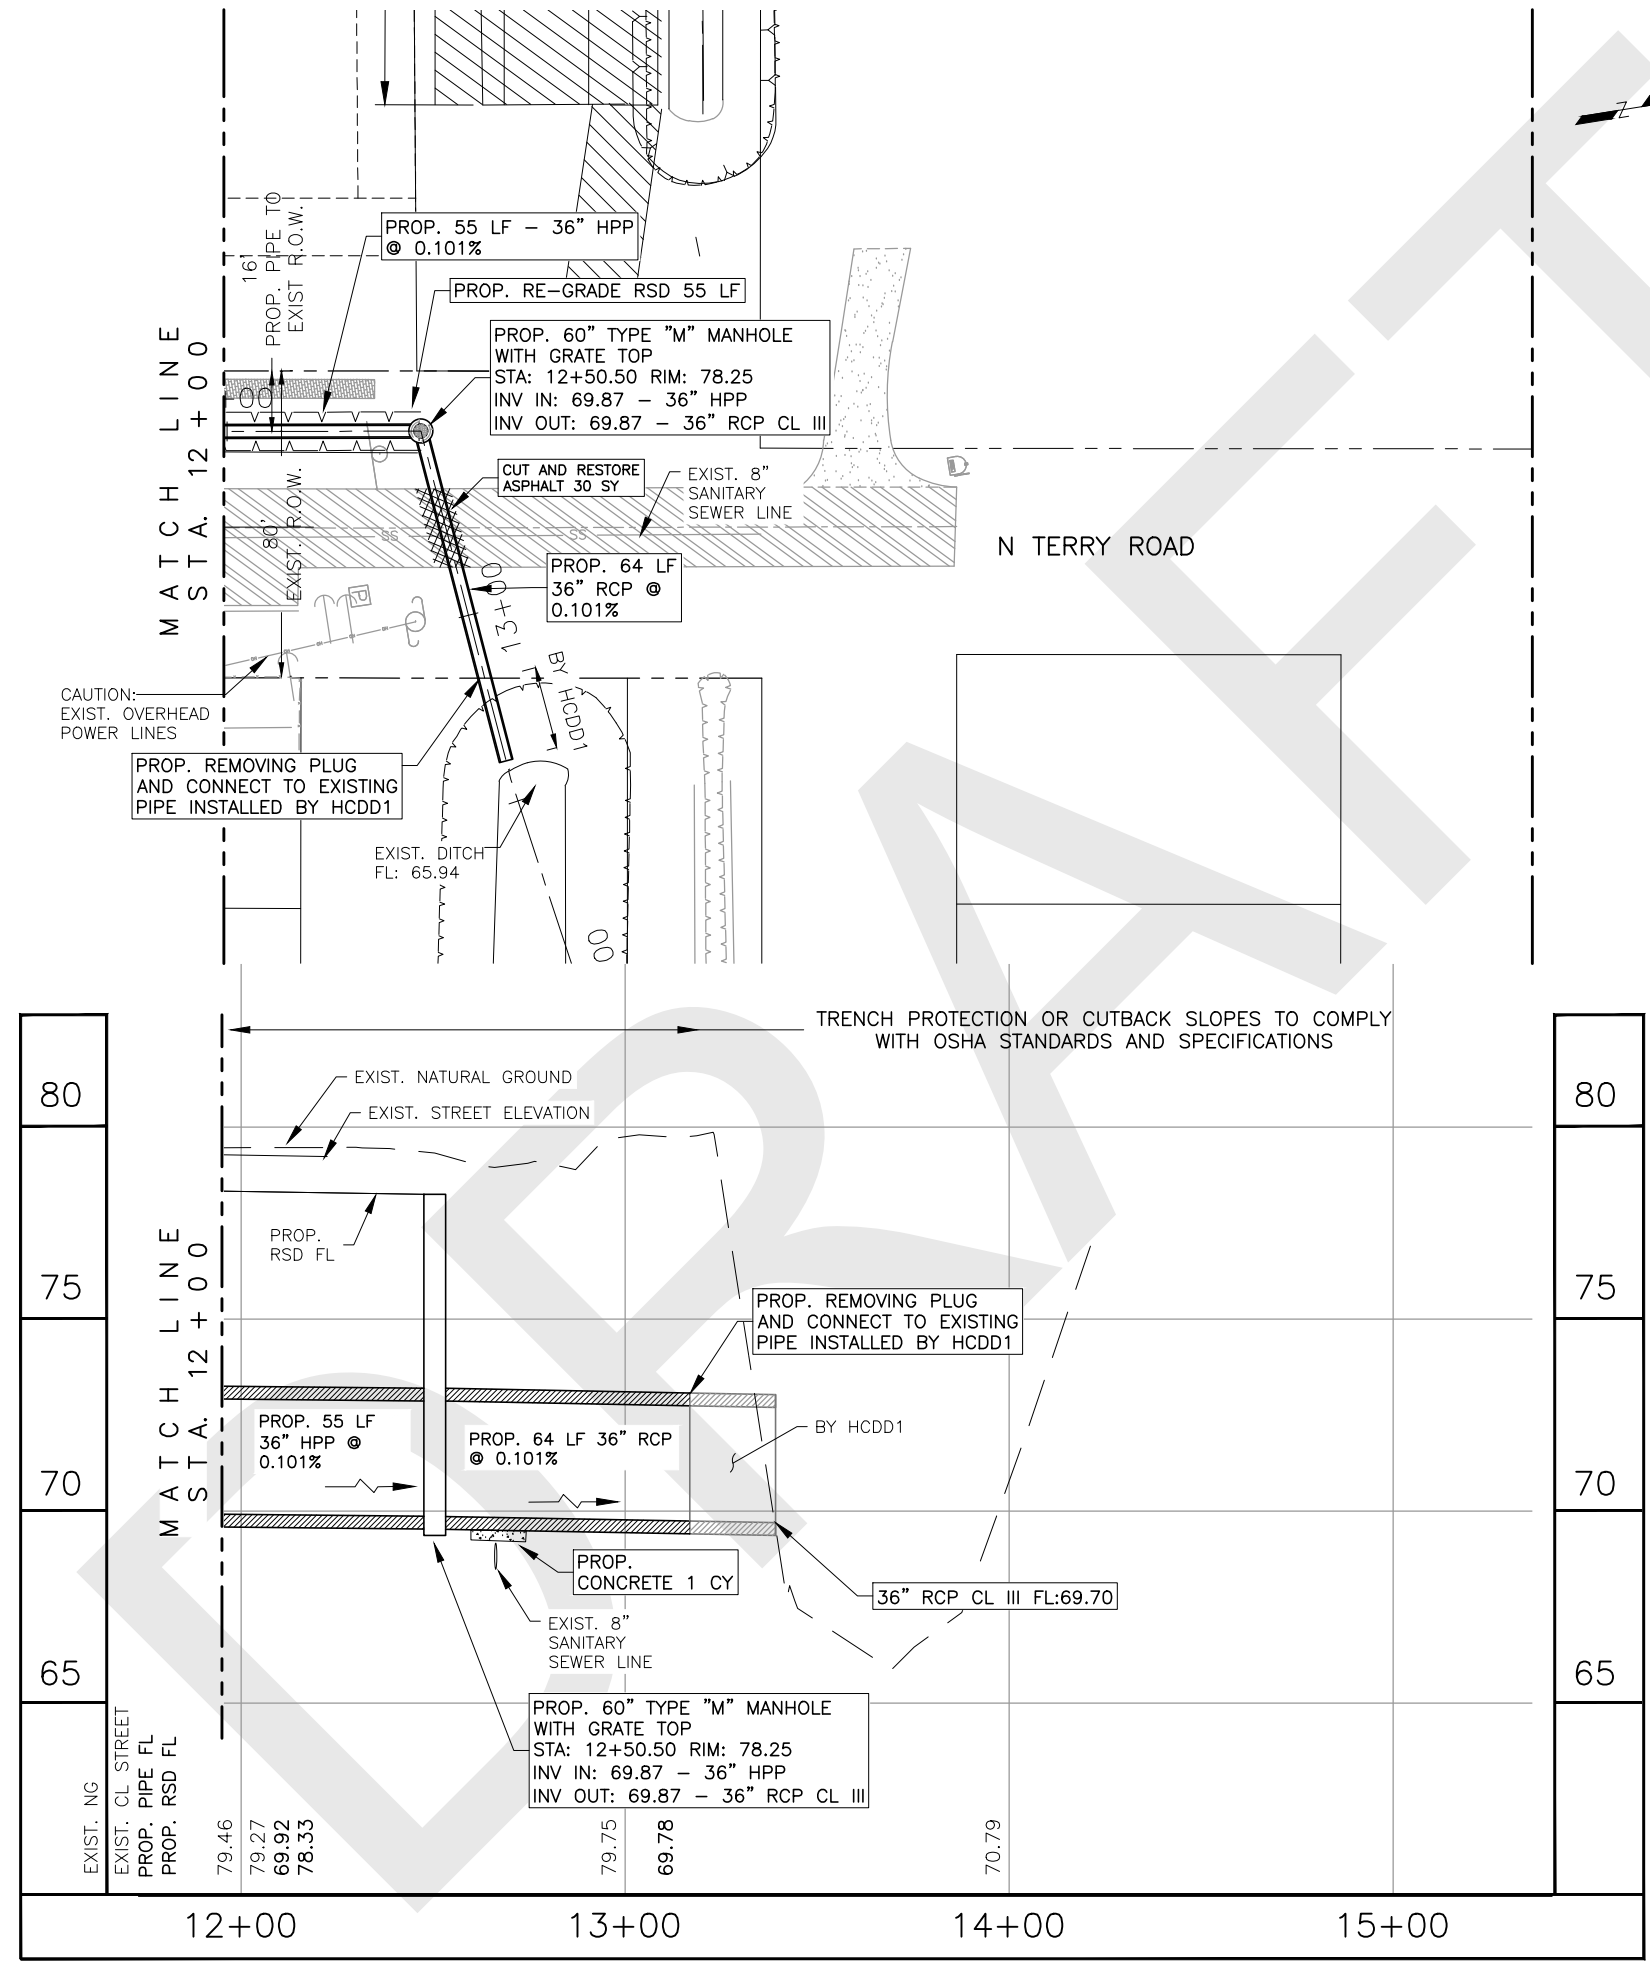 PROP. 55 LF – 36" HPP
@ 0.101%
PROP. RE-GRADE RSD 55 LF
PROP. 60" TYPE "M" MANHOLE
WITH GRATE TOP
STA: 12+50.50 RIM: 78.25
INV IN: 69.87 – 36" HPP
INV OUT: 69.87 – 36" RCP CL III
16'
PROP. PIPE TO
EXIST R.O.W.
MATCH LINE
STA. 12+00
00
80'
EXIST. R.O.W.
CUT AND RESTORE
ASPHALT 30 SY
EXIST. 8"
SANITARY
SEWER LINE
SS
SS
N TERRY ROAD
PROP. 64 LF
36" RCP @
0.101%
13+00
BY HCDD1
P
Z
CAUTION:
EXIST. OVERHEAD
POWER LINES
PROP. REMOVING PLUG
AND CONNECT TO EXISTING
PIPE INSTALLED BY HCDD1
EXIST. DITCH
FL: 65.94
00
TRENCH PROTECTION OR CUTBACK SLOPES TO COMPLY
WITH OSHA STANDARDS AND SPECIFICATIONS
EXIST. NATURAL GROUND
EXIST. STREET ELEVATION
80
75
70
65
80
75
70
65
MATCH LINE
STA. 12+00
PROP.
RSD FL
PROP. REMOVING PLUG
AND CONNECT TO EXISTING
PIPE INSTALLED BY HCDD1
PROP. 55 LF
36" HPP @
0.101%
PROP. 64 LF 36" RCP
@ 0.101%
BY HCDD1
PROP.
CONCRETE 1 CY
36" RCP CL III FL:69.70
EXIST. 8"
SANITARY
SEWER LINE
PROP. 60" TYPE "M" MANHOLE
WITH GRATE TOP
STA: 12+50.50 RIM: 78.25
INV IN: 69.87 – 36" HPP
INV OUT: 69.87 – 36" RCP CL III
EXIST. NG
EXIST. CL STREET
PROP. PIPE FL
PROP. RSD FL
79.46
79.27
69.92
78.33
79.75
69.78
70.79
12+00
13+00
14+00
15+00
DRAFT